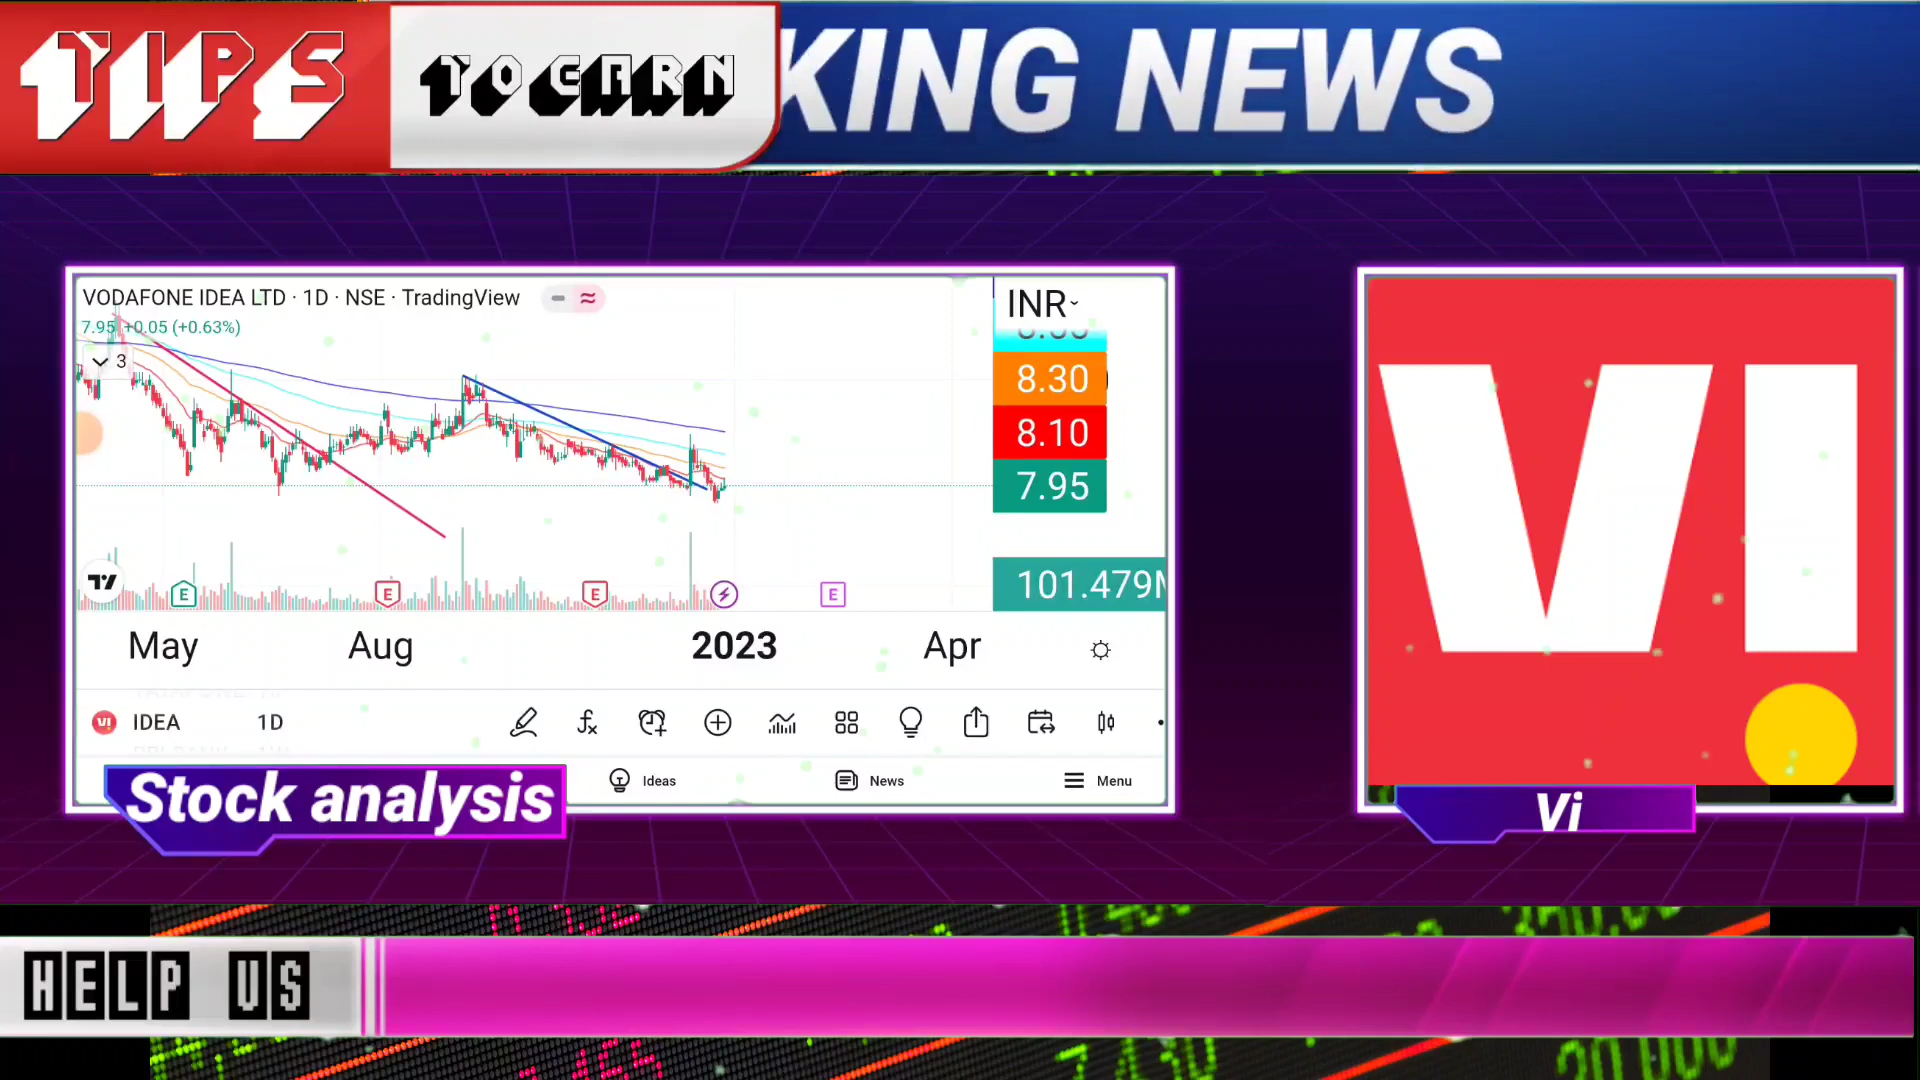 TIPS
TO EARN
KING NEWS
VODAFONE IDEA LTD · 1D · NSE · TradingView
7.95 +0.05 (+0.63%)
3
INR
8.30
8.10
7.95
101.479M
E
E
E
E
May
Aug
2023
Apr
VI
IDEA
1D
Ideas
News
Menu
Stock analysis
VI
Vi
HELP US